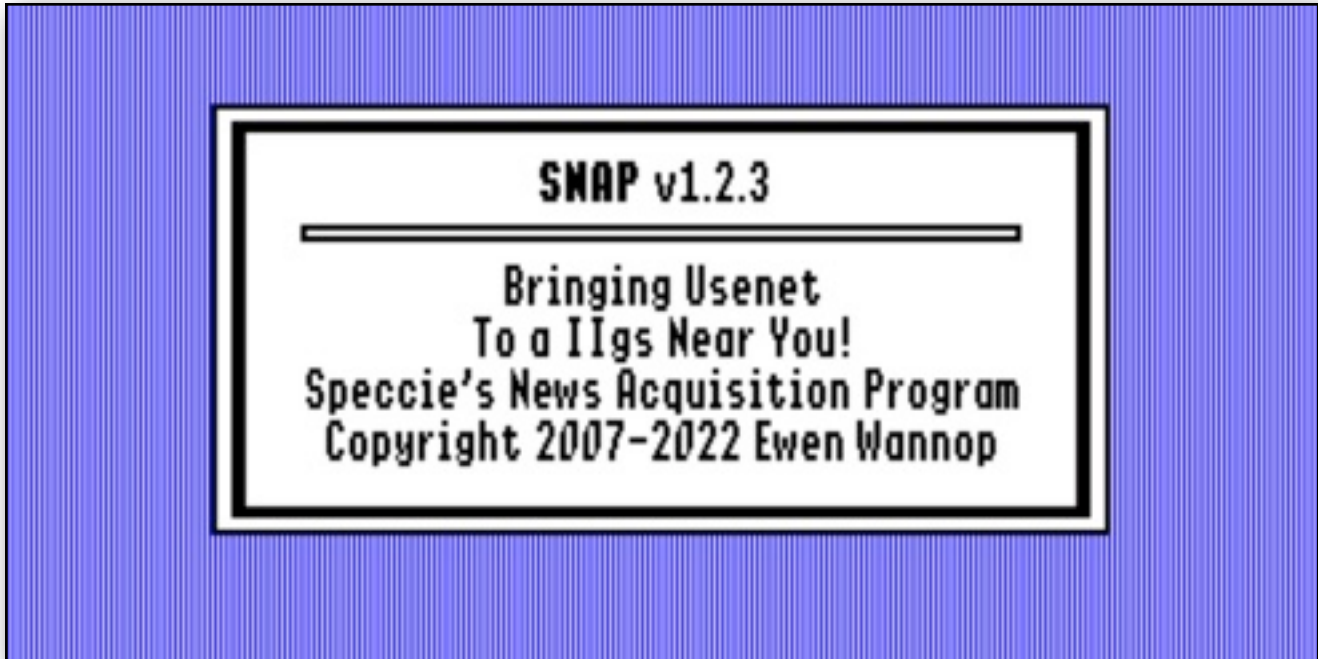 SNAP v1.2.3
Bringing Usenet
To a IIgs Near You!
Speccie's News Acquisition Program
Copyright 2007-2022 Ewen Wannop